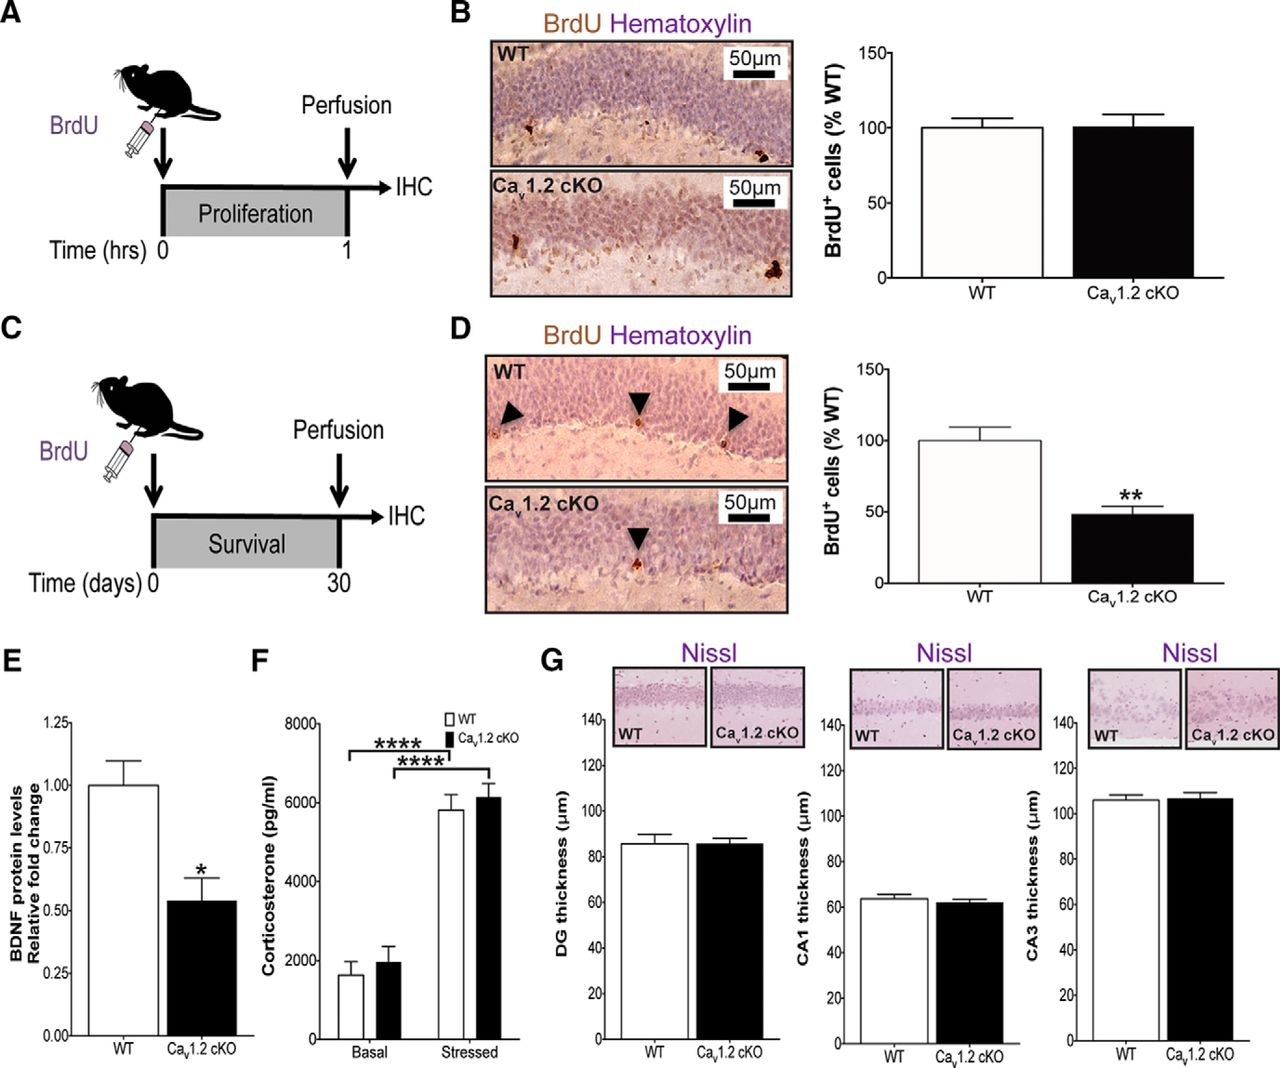 A
BrdU
Perfusion
IHC
Proliferation
Time (hrs) 0 1
B
BrdU Hematoxylin
WT
50µm
Cav1.2 cKO
50µm
BrdU+ cells (% WT)
150
100
50
0
WT Cav1.2 cKO
C
BrdU
Perfusion
IHC
Survival
Time (days) 0 30
D
BrdU Hematoxylin
WT
50µm
Cav1.2 cKO
50µm
BrdU+ cells (% WT)
150
100
50
0
**
WT Cav1.2 cKO
E
BDNF protein levels
Relative fold change
1.25
1.00
0.75
0.50
0.25
0.00
*
WT Cav1.2 cKO
F
Corticosterone (pg/ml)
8000
6000
4000
2000
0
WT
Cav1.2 cKO
****
****
Basal Stressed
G
Nissl
WT Cav1.2 cKO
DG thickness (µm)
140
120
100
80
60
40
20
0
WT Cav1.2 cKO
Nissl
WT Cav1.2 cKO
CA1 thickness (µm)
140
120
100
80
60
40
20
0
WT Cav1.2 cKO
Nissl
WT Cav1.2 cKO
CA3 thickness (µm)
140
120
100
80
60
40
20
0
WT Cav1.2 cKO